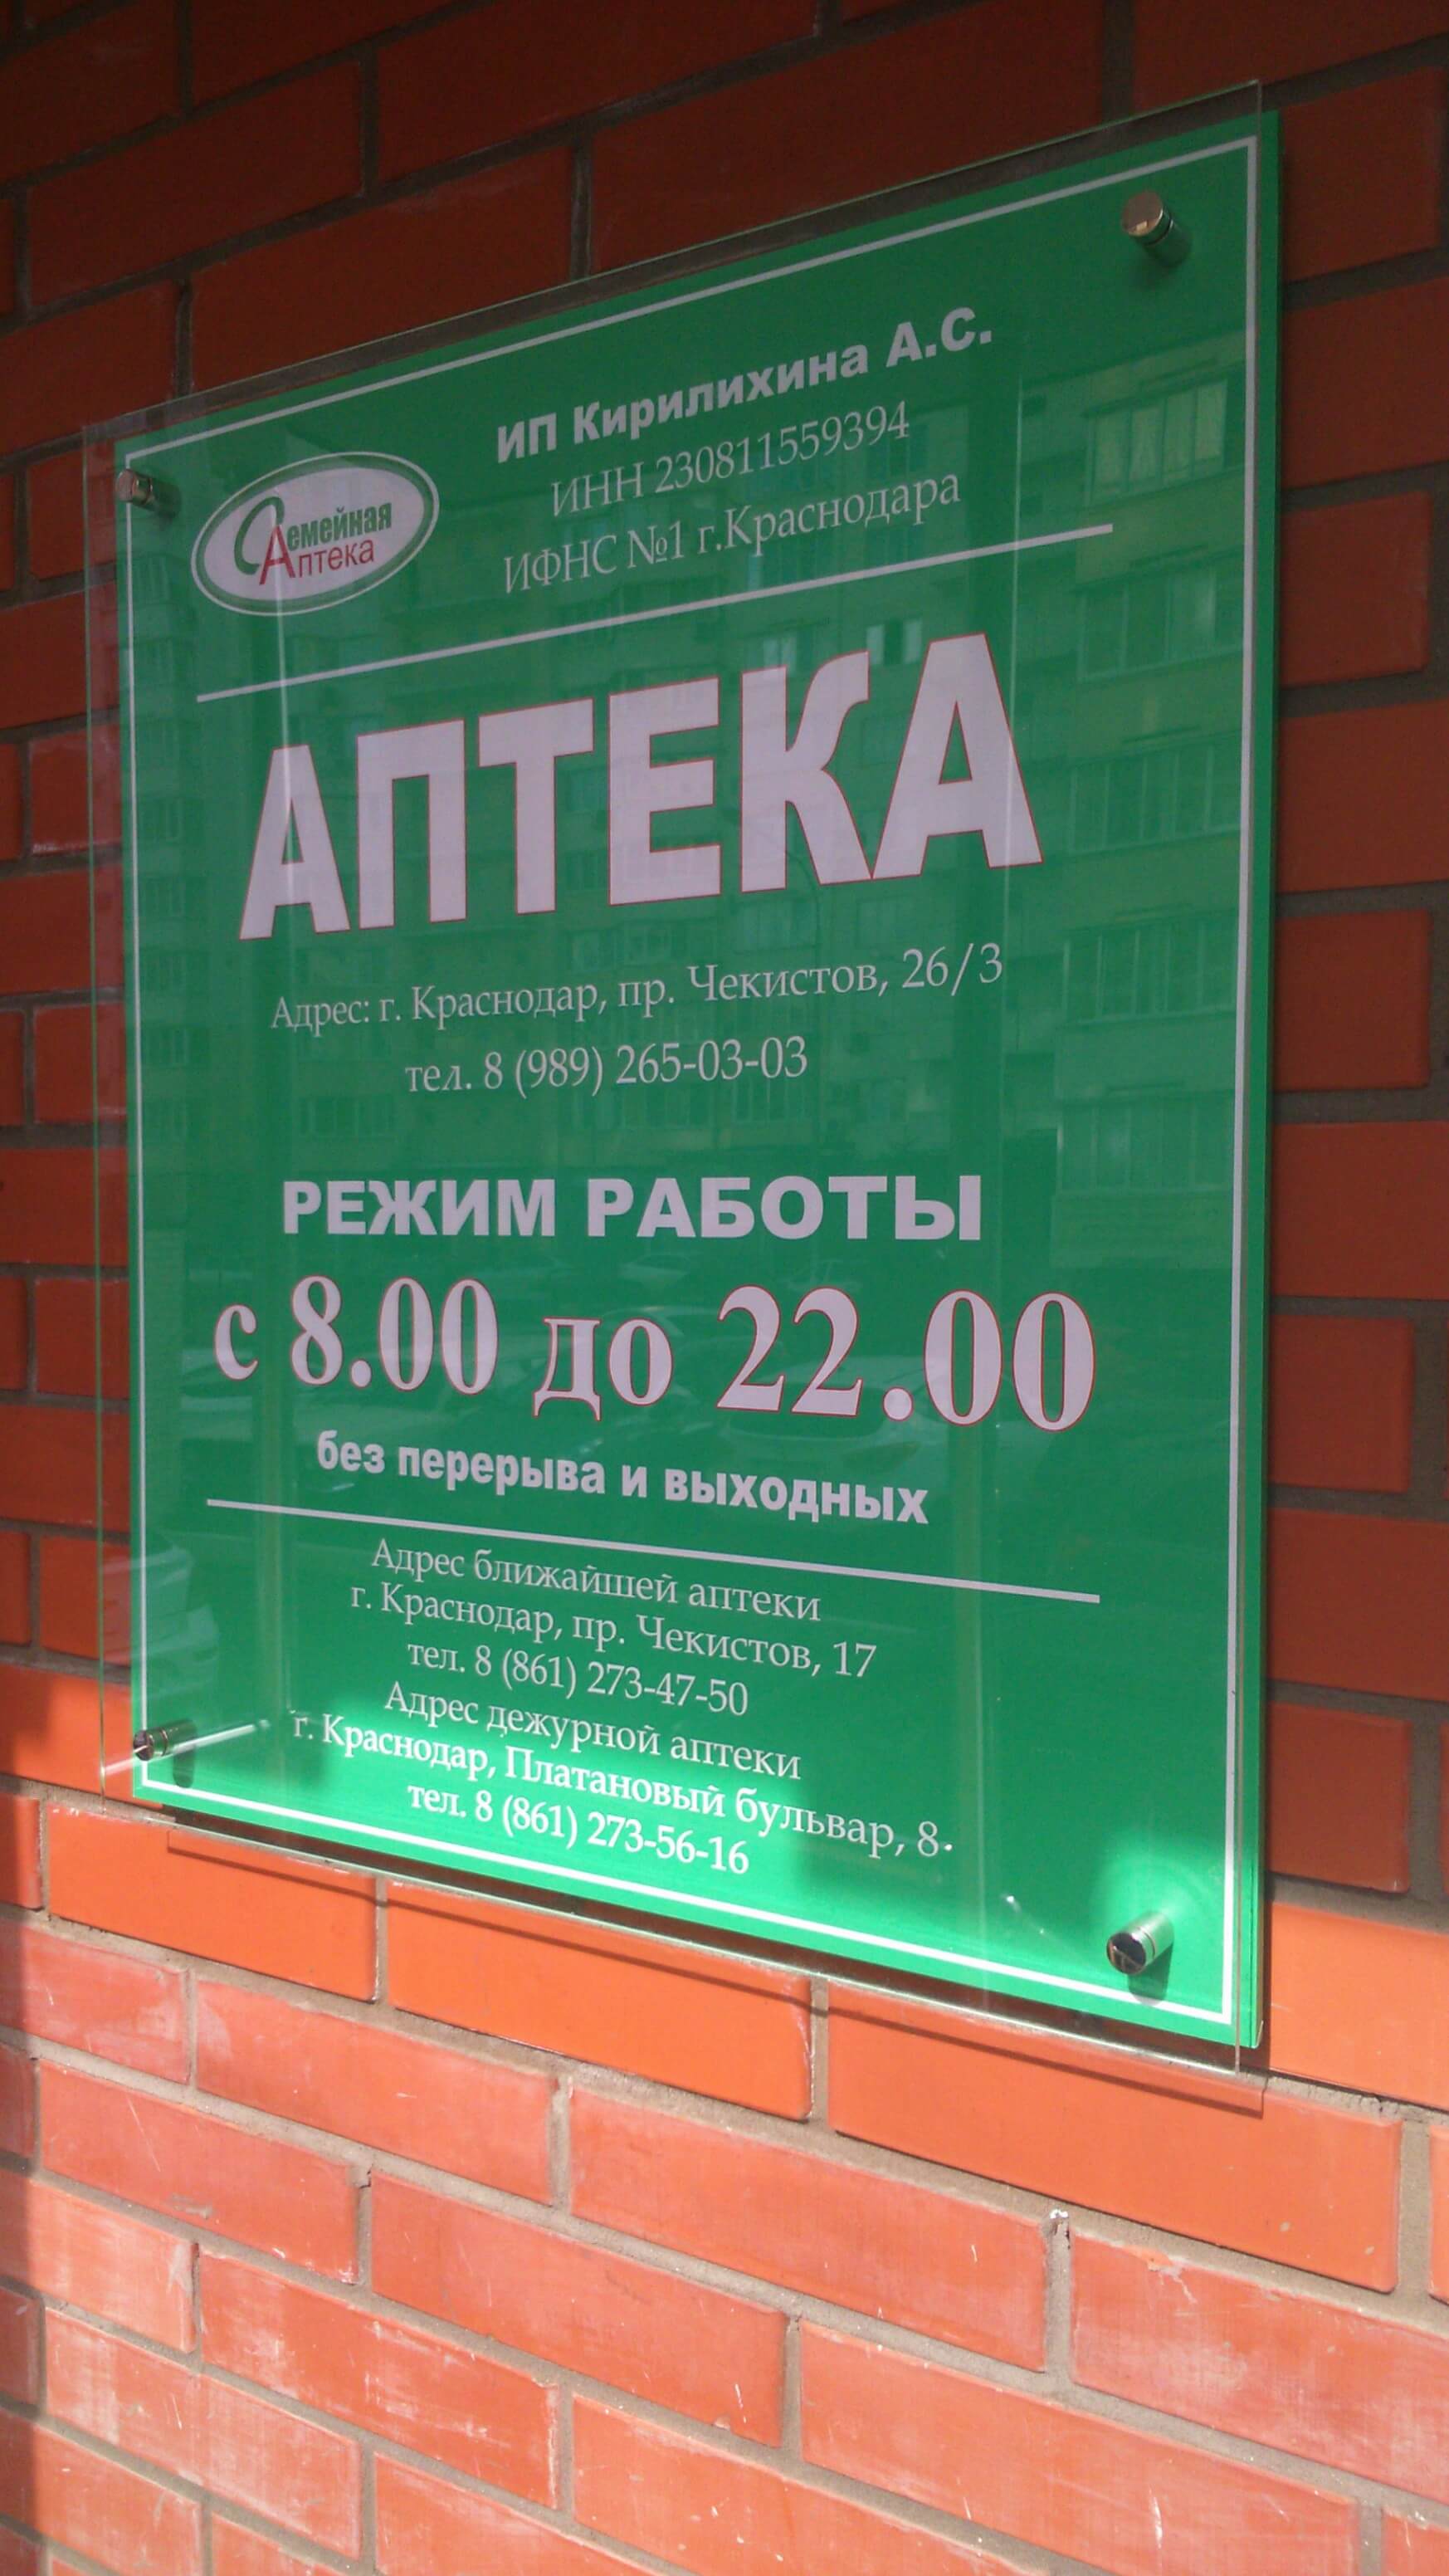 Семейная
Аптека
ИП Кирилихина А.С.
ИНН 230811559394
ИФНС №1 г.Краснодара
АПТЕКА
Адрес: г. Краснодар, пр. Чекистов, 26/3
тел. 8 (989) 265-03-03
РЕЖИМ РАБОТЫ
с 8.00 до 22.00
без перерыва и выходных
Адрес ближайшей аптеки
г. Краснодар, пр. Чекистов, 17
тел. 8 (861) 273-47-50
Адрес дежурной аптеки
г. Краснодар, Платановый бульвар, 8.
тел. 8 (861) 273-56-16